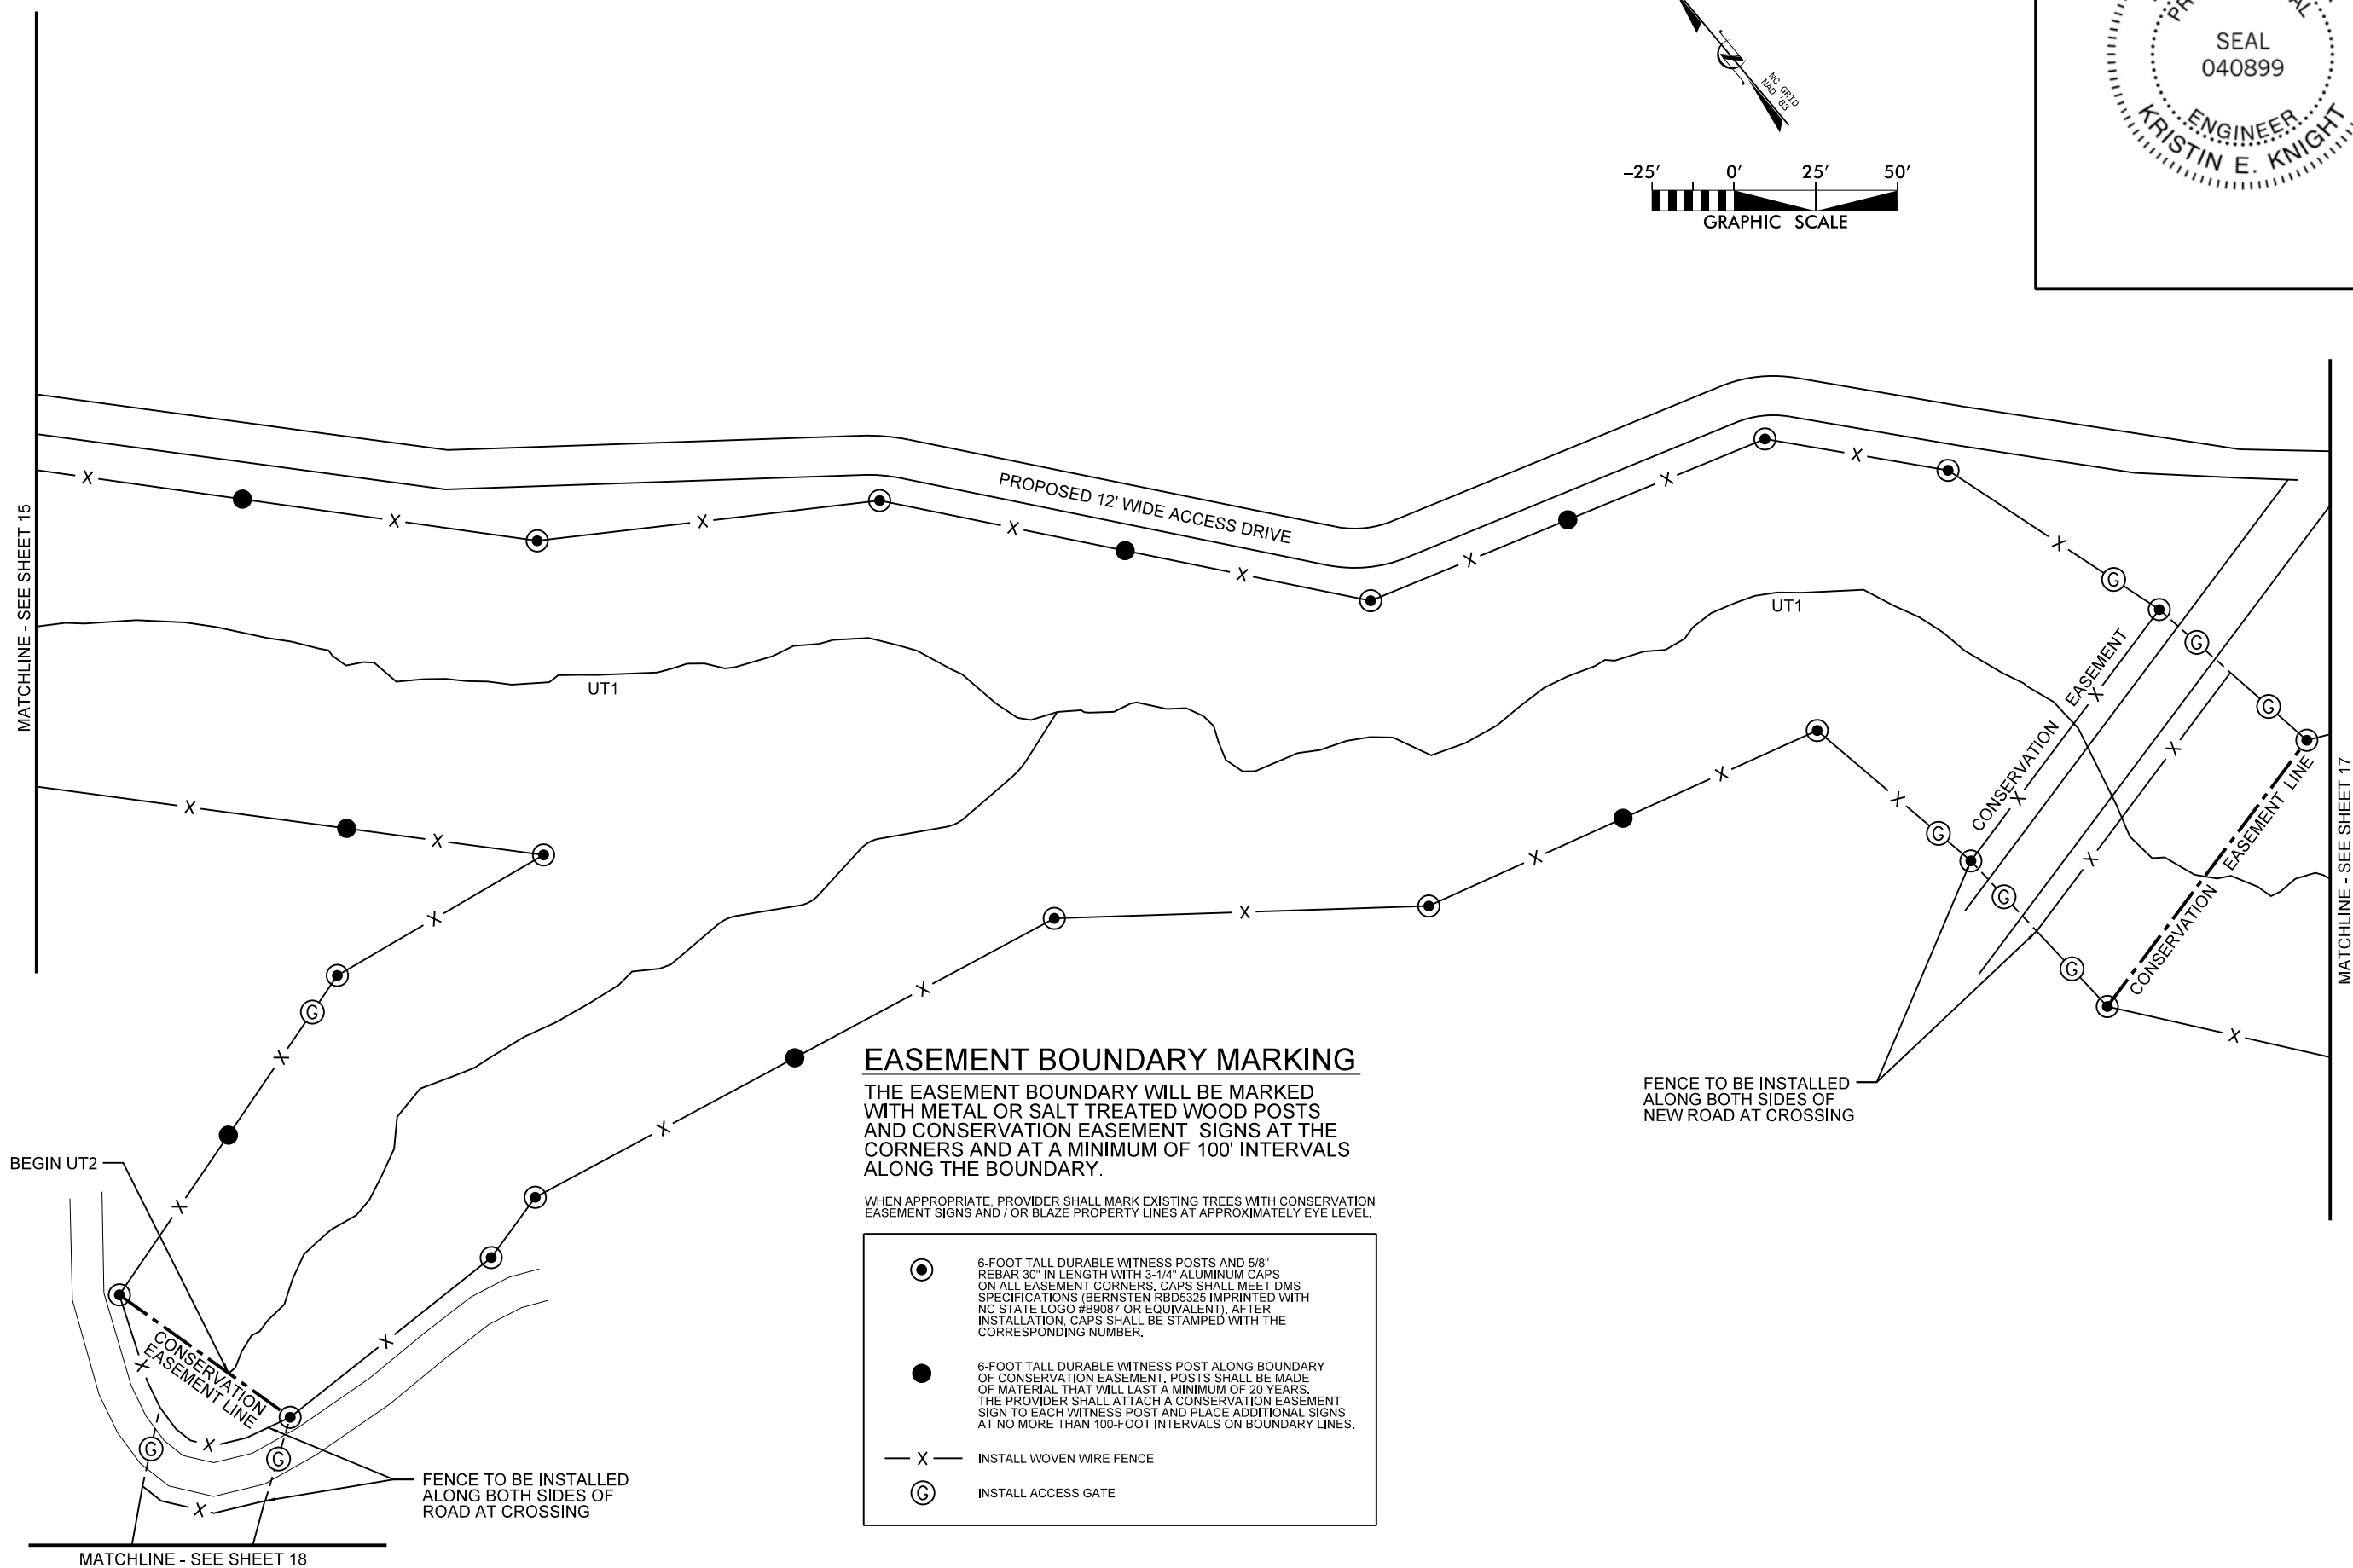 SEAL
040899
ENGINEER
KRISTIN E. KNIGHT
NC GRID
NAD '83
–25' 0' 25' 50'
GRAPHIC SCALE
MATCHLINE - SEE SHEET 15
PROPOSED 12' WIDE ACCESS DRIVE
X X X X X X X X X
UT1
UT1
G
G
G
CONSERVATION EASEMENT
X X
X X
CONSERVATION EASEMENT LINE
MATCHLINE - SEE SHEET 17
X X X X X X X X
G
G
G
X
G
X X X
BEGIN UT2
FENCE TO BE INSTALLED
ALONG BOTH SIDES OF
NEW ROAD AT CROSSING
EASEMENT BOUNDARY MARKING
THE EASEMENT BOUNDARY WILL BE MARKED
WITH METAL OR SALT TREATED WOOD POSTS
AND CONSERVATION EASEMENT SIGNS AT THE
CORNERS AND AT A MINIMUM OF 100' INTERVALS
ALONG THE BOUNDARY.
WHEN APPROPRIATE, PROVIDER SHALL MARK EXISTING TREES WITH CONSERVATION
EASEMENT SIGNS AND / OR BLAZE PROPERTY LINES AT APPROXIMATELY EYE LEVEL.
6-FOOT TALL DURABLE WITNESS POSTS AND 5/8"
REBAR 30" IN LENGTH WITH 3-1/4" ALUMINUM CAPS
ON ALL EASEMENT CORNERS. CAPS SHALL MEET DMS
SPECIFICATIONS (BERNSTEN RBD5325 IMPRINTED WITH
NC STATE LOGO #B9087 OR EQUIVALENT). AFTER
INSTALLATION, CAPS SHALL BE STAMPED WITH THE
CORRESPONDING NUMBER.
6-FOOT TALL DURABLE WITNESS POST ALONG BOUNDARY
OF CONSERVATION EASEMENT. POSTS SHALL BE MADE
OF MATERIAL THAT WILL LAST A MINIMUM OF 20 YEARS.
THE PROVIDER SHALL ATTACH A CONSERVATION EASEMENT
SIGN TO EACH WITNESS POST AND PLACE ADDITIONAL SIGNS
AT NO MORE THAN 100-FOOT INTERVALS ON BOUNDARY LINES.
X INSTALL WOVEN WIRE FENCE
G INSTALL ACCESS GATE
CONSERVATION
EASEMENT LINE
X X X
G G
X
FENCE TO BE INSTALLED
ALONG BOTH SIDES OF
ROAD AT CROSSING
MATCHLINE - SEE SHEET 18